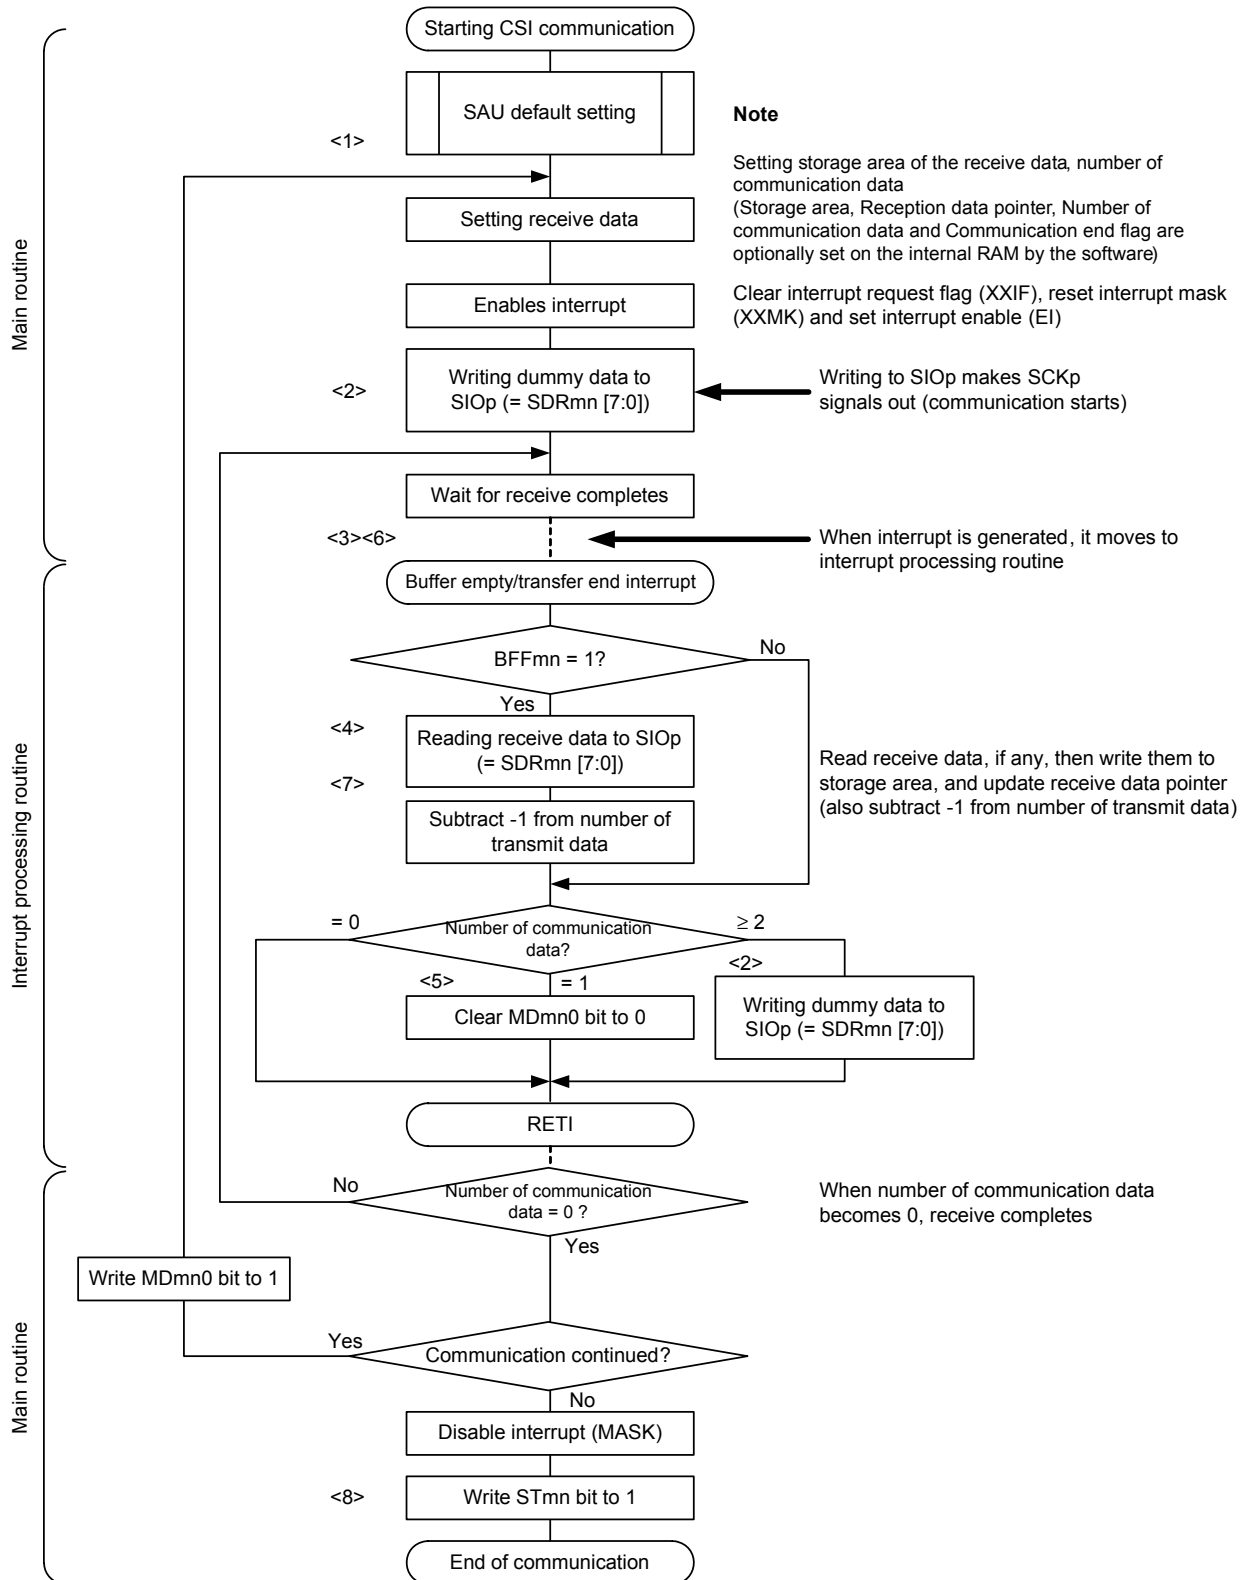 Starting CSI communication
SAU default setting
Note
<1>
Setting storage area of the receive data, number of
communication data
(Storage area, Reception data pointer, Number of
communication data and Communication end flag are
optionally set on the internal RAM by the software)
Setting receive data
Main routine
Enables interrupt
Clear interrupt request flag (XXIF), reset interrupt mask
(XXMK) and set interrupt enable (EI)
<2>
Writing dummy data to
SIOp (= SDRmn [7:0])
Writing to SIOp makes SCKp
signals out (communication starts)
Wait for receive completes
<3><6>
When interrupt is generated, it moves to
interrupt processing routine
Buffer empty/transfer end interrupt
BFFmn = 1?
No
Yes
<4>
Reading receive data to SIOp
(= SDRmn [7:0])
<7>
Read receive data, if any, then write them to
storage area, and update receive data pointer
(also subtract -1 from number of transmit data)
Subtract -1 from number of
transmit data
Interrupt processing routine
= 0
Number of communication
data?
≥ 2
<5>
= 1
<2>
Clear MDmn0 bit to 0
Writing dummy data to
SIOp (= SDRmn [7:0])
RETI
No
Number of communication
data = 0 ?
When number of communication data
becomes 0, receive completes
Yes
Write MDmn0 bit to 1
Main routine
Yes
Communication continued?
No
Disable interrupt (MASK)
<8>
Write STmn bit to 1
End of communication